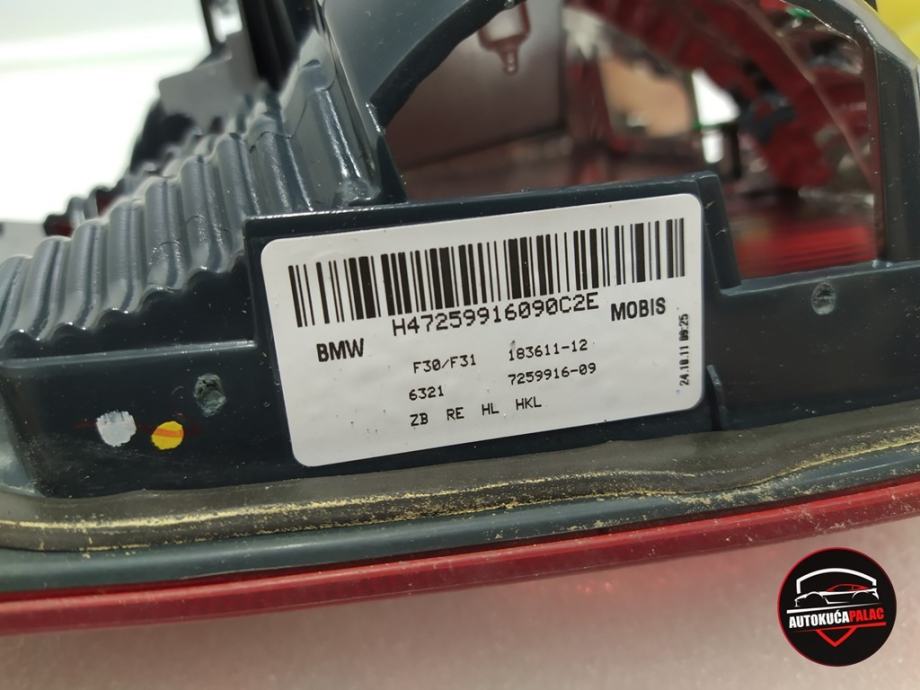 H47259916090C2E
BMW MOBIS
F30/F31 183611-12
6321 7259916-09
ZB RE HL HKL
24.10.11 09:25
AUTOKUĆAPALAC